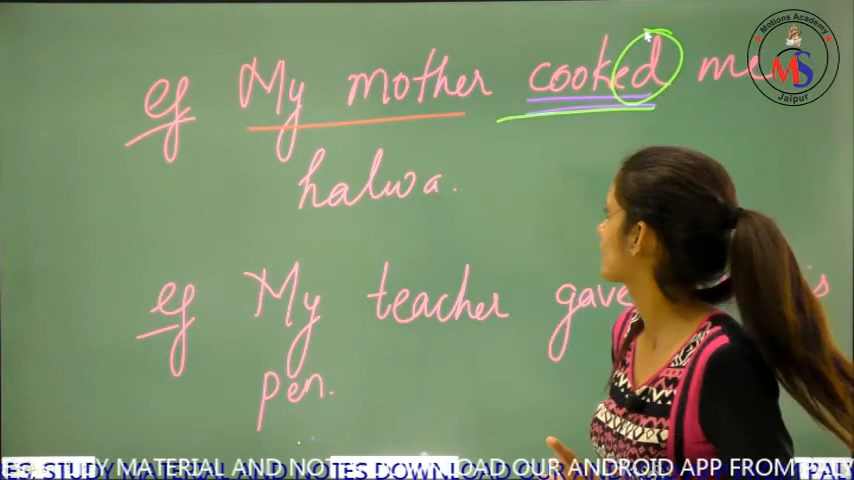 eg My mother cooked me
halwa.
eg My teacher gave is
pen.
Motions Academy
MS
Jaipur
ES, STUDY MATERIAL AND NOTES DOWNLOAD OUR ANDROID APP FROM PLAY